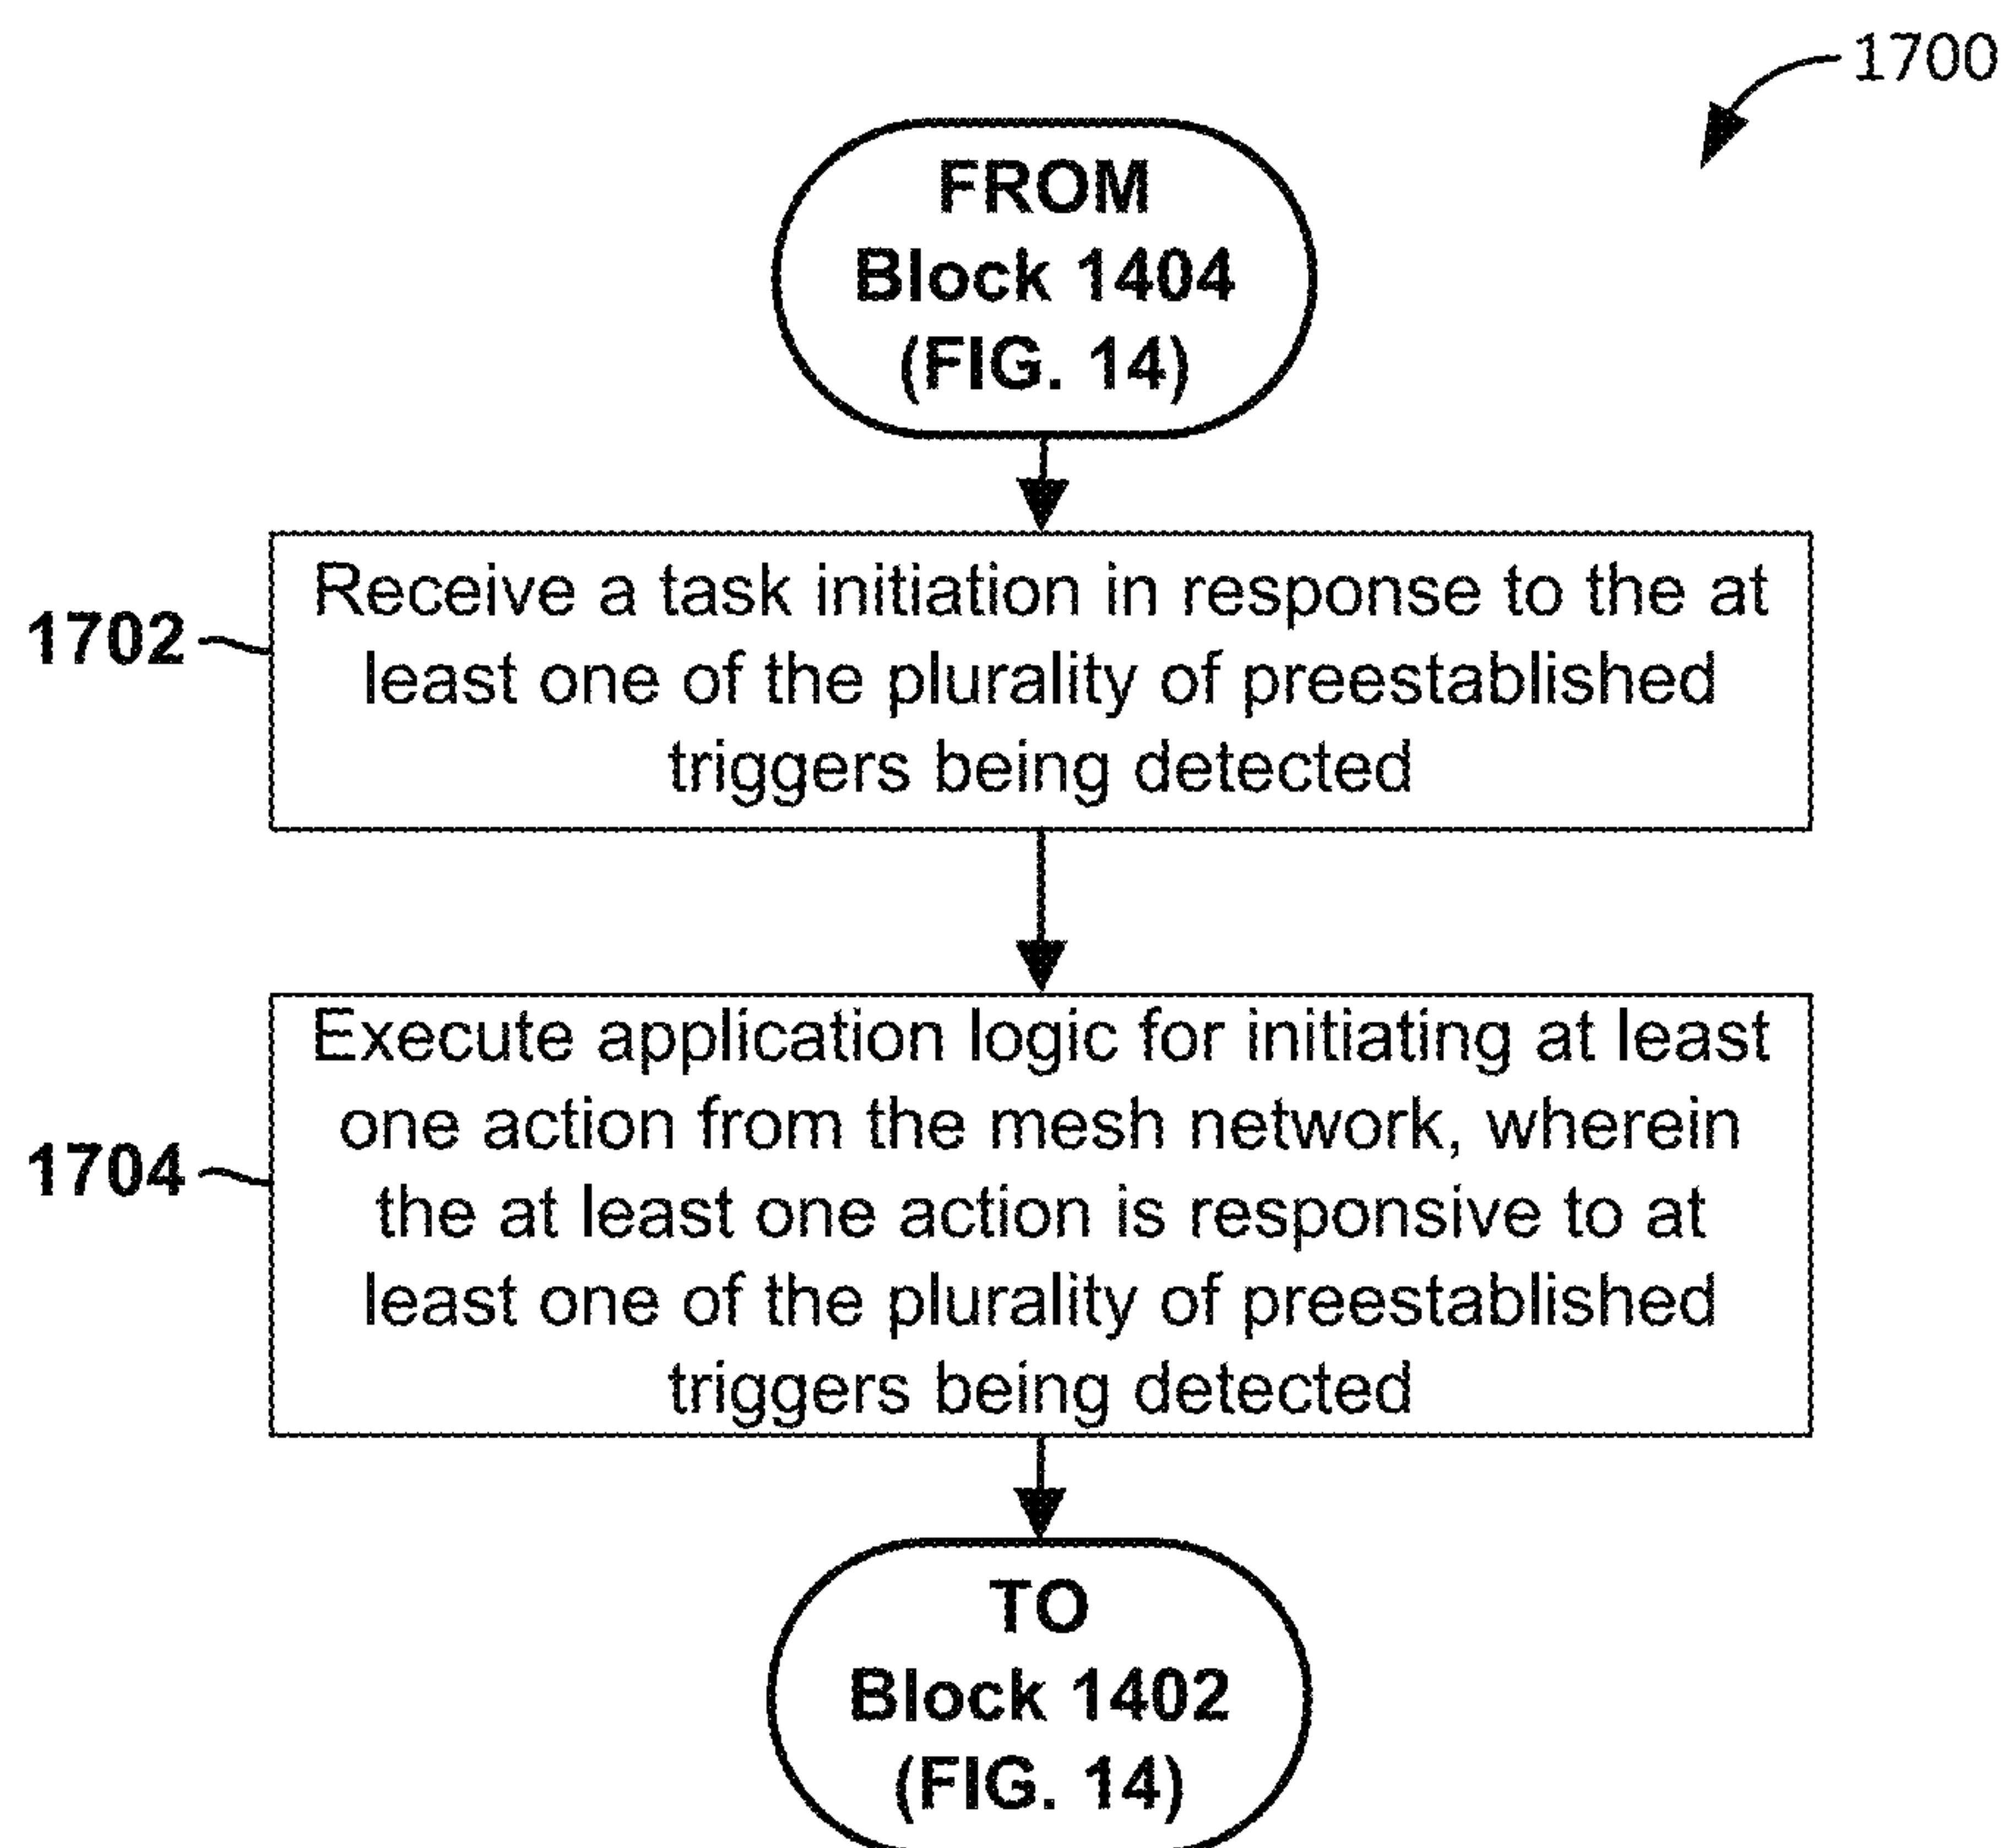 1700
FROM
Block 1404
(FIG. 14)
1702
Receive a task initiation in response to the at
least one of the plurality of preestablished
triggers being detected
1704
Execute application logic for initiating at least
one action from the mesh network, wherein
the at least one action is responsive to at
least one of the plurality of preestablished
triggers being detected
TO
Block 1402
(FIG. 14)